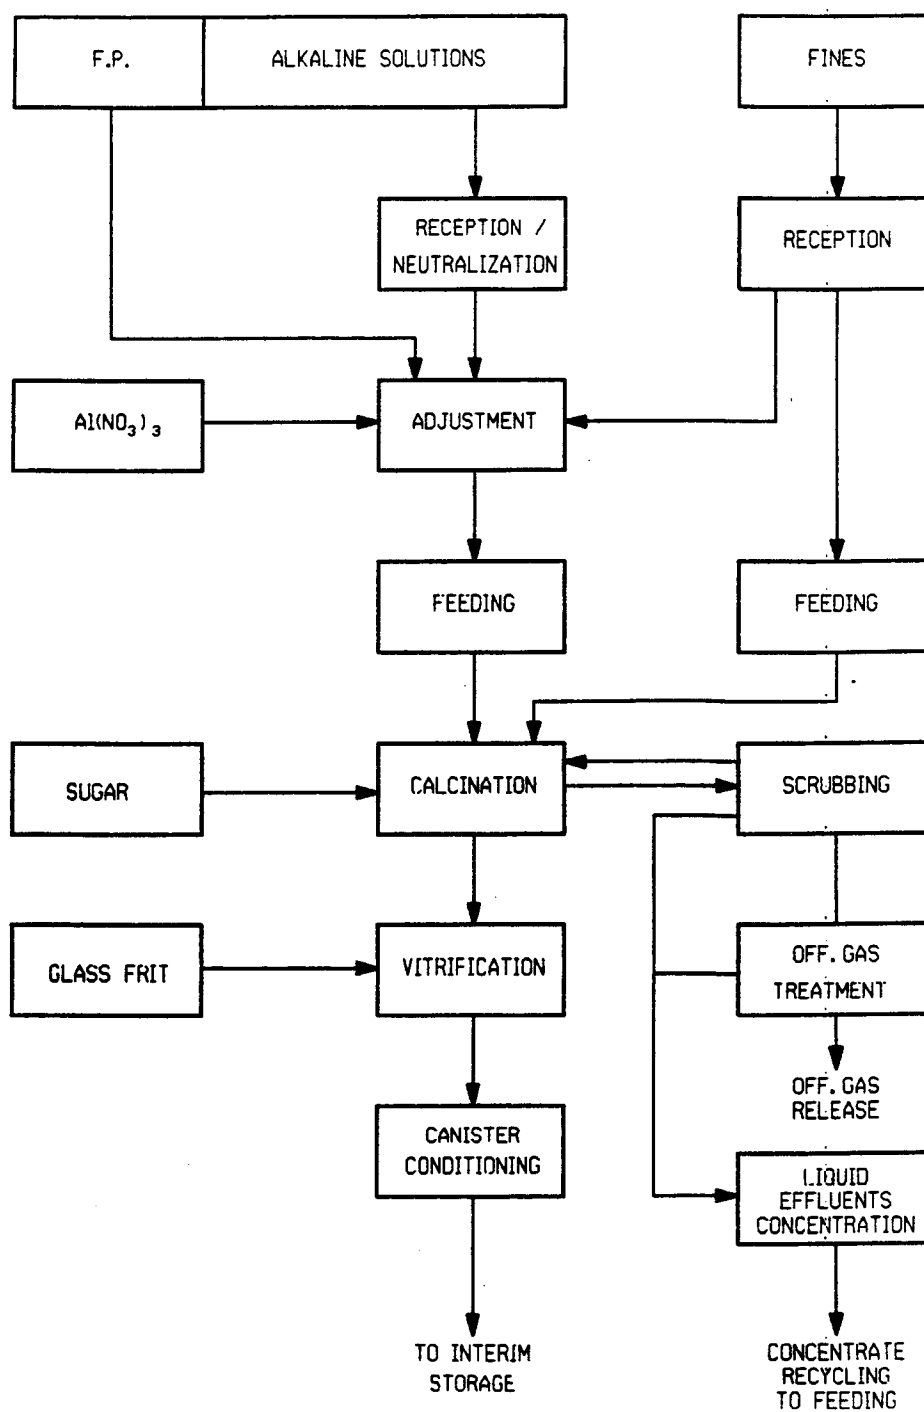 F.P.
ALKALINE SOLUTIONS
FINES
RECEPTION /
NEUTRALIZATION
RECEPTION
Al(NO3)3
ADJUSTMENT
FEEDING
FEEDING
SUGAR
CALCINATION
SCRUBBING
GLASS FRIT
VITRIFICATION
OFF.GAS
TREATMENT
OFF.GAS
RELEASE
CANISTER
CONDITIONING
LIQUID
EFFLUENTS
CONCENTRATION
TO INTERIM
STORAGE
CONCENTRATE
RECYCLING
TO FEEDING